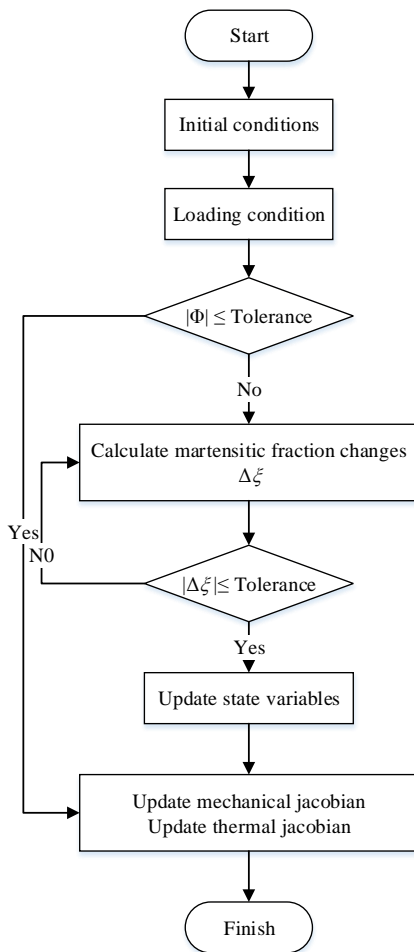 Start
Initial conditions
Loading condition
|Φ| ≤ Tolerance
No
Calculate martensitic fraction changes
Δξ
Yes
N0
|Δξ|≤ Tolerance
Yes
Update state variables
Update mechanical jacobian
Update thermal jacobian
Finish